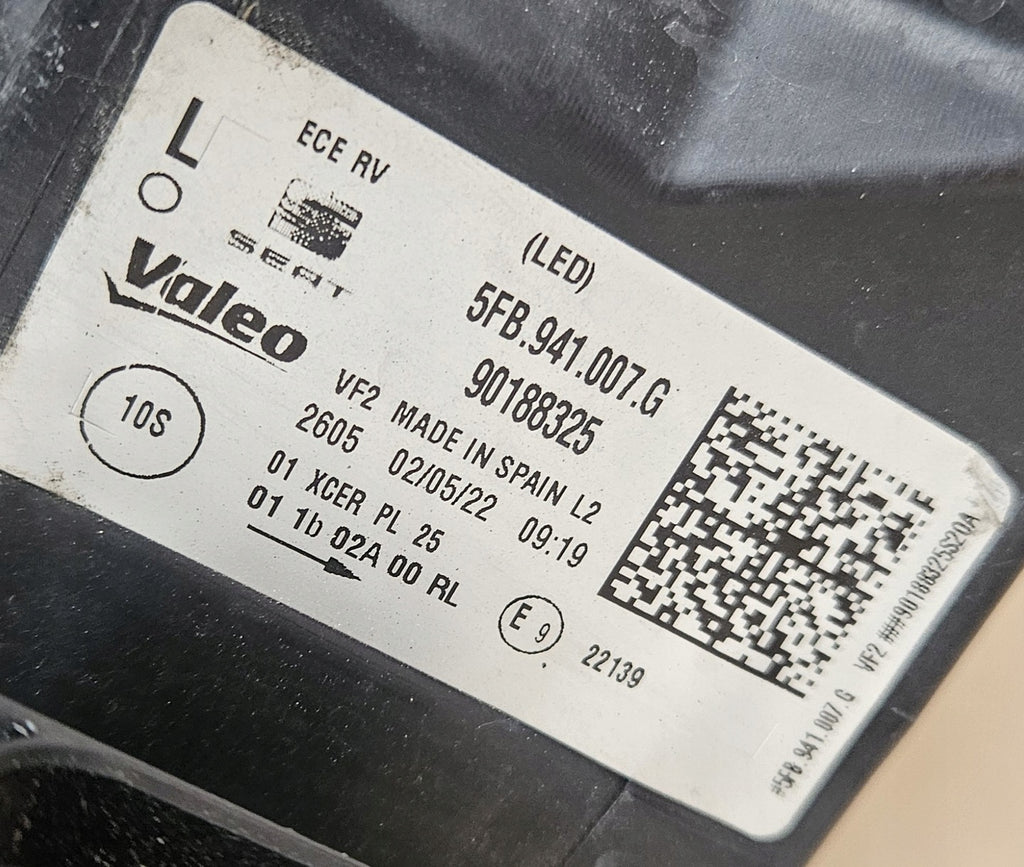 L
ECE RV
SEAT
Valeo
(LED)
5FB.941.007.G
90188325
10S
VF2 MADE IN SPAIN L2
2605 02/05/22 09:19
01 XCER PL 25
01 1b 02A 00 RL
E 9
22139
#5FB.941.007.G VF2 ###90188325S20A